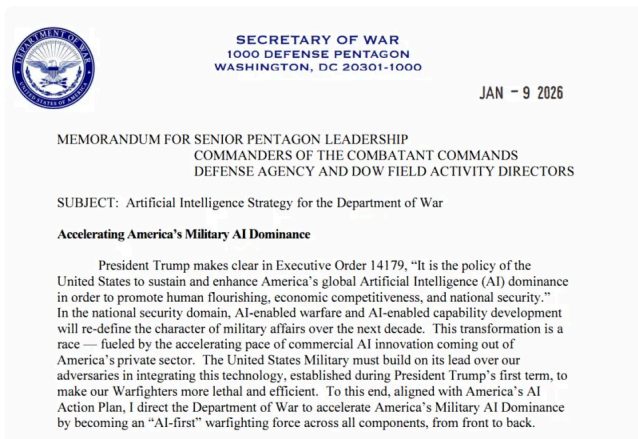 DEPARTMENT OF WAR
UNITED STATES OF AMERICA
SECRETARY OF WAR
1000 DEFENSE PENTAGON
WASHINGTON, DC 20301-1000
JAN - 9 2026
MEMORANDUM FOR SENIOR PENTAGON LEADERSHIP
COMMANDERS OF THE COMBATANT COMMANDS
DEFENSE AGENCY AND DOW FIELD ACTIVITY DIRECTORS
SUBJECT: Artificial Intelligence Strategy for the Department of War
Accelerating America's Military AI Dominance
President Trump makes clear in Executive Order 14179, "It is the policy of the
United States to sustain and enhance America's global Artificial Intelligence (AI) dominance
in order to promote human flourishing, economic competitiveness, and national security."
In the national security domain, AI-enabled warfare and AI-enabled capability development
will re-define the character of military affairs over the next decade. This transformation is a
race — fueled by the accelerating pace of commercial AI innovation coming out of
America's private sector. The United States Military must build on its lead over our
adversaries in integrating this technology, established during President Trump's first term, to
make our Warfighters more lethal and efficient. To this end, aligned with America's AI
Action Plan, I direct the Department of War to accelerate America's Military AI Dominance
by becoming an "AI-first" warfighting force across all components, from front to back.